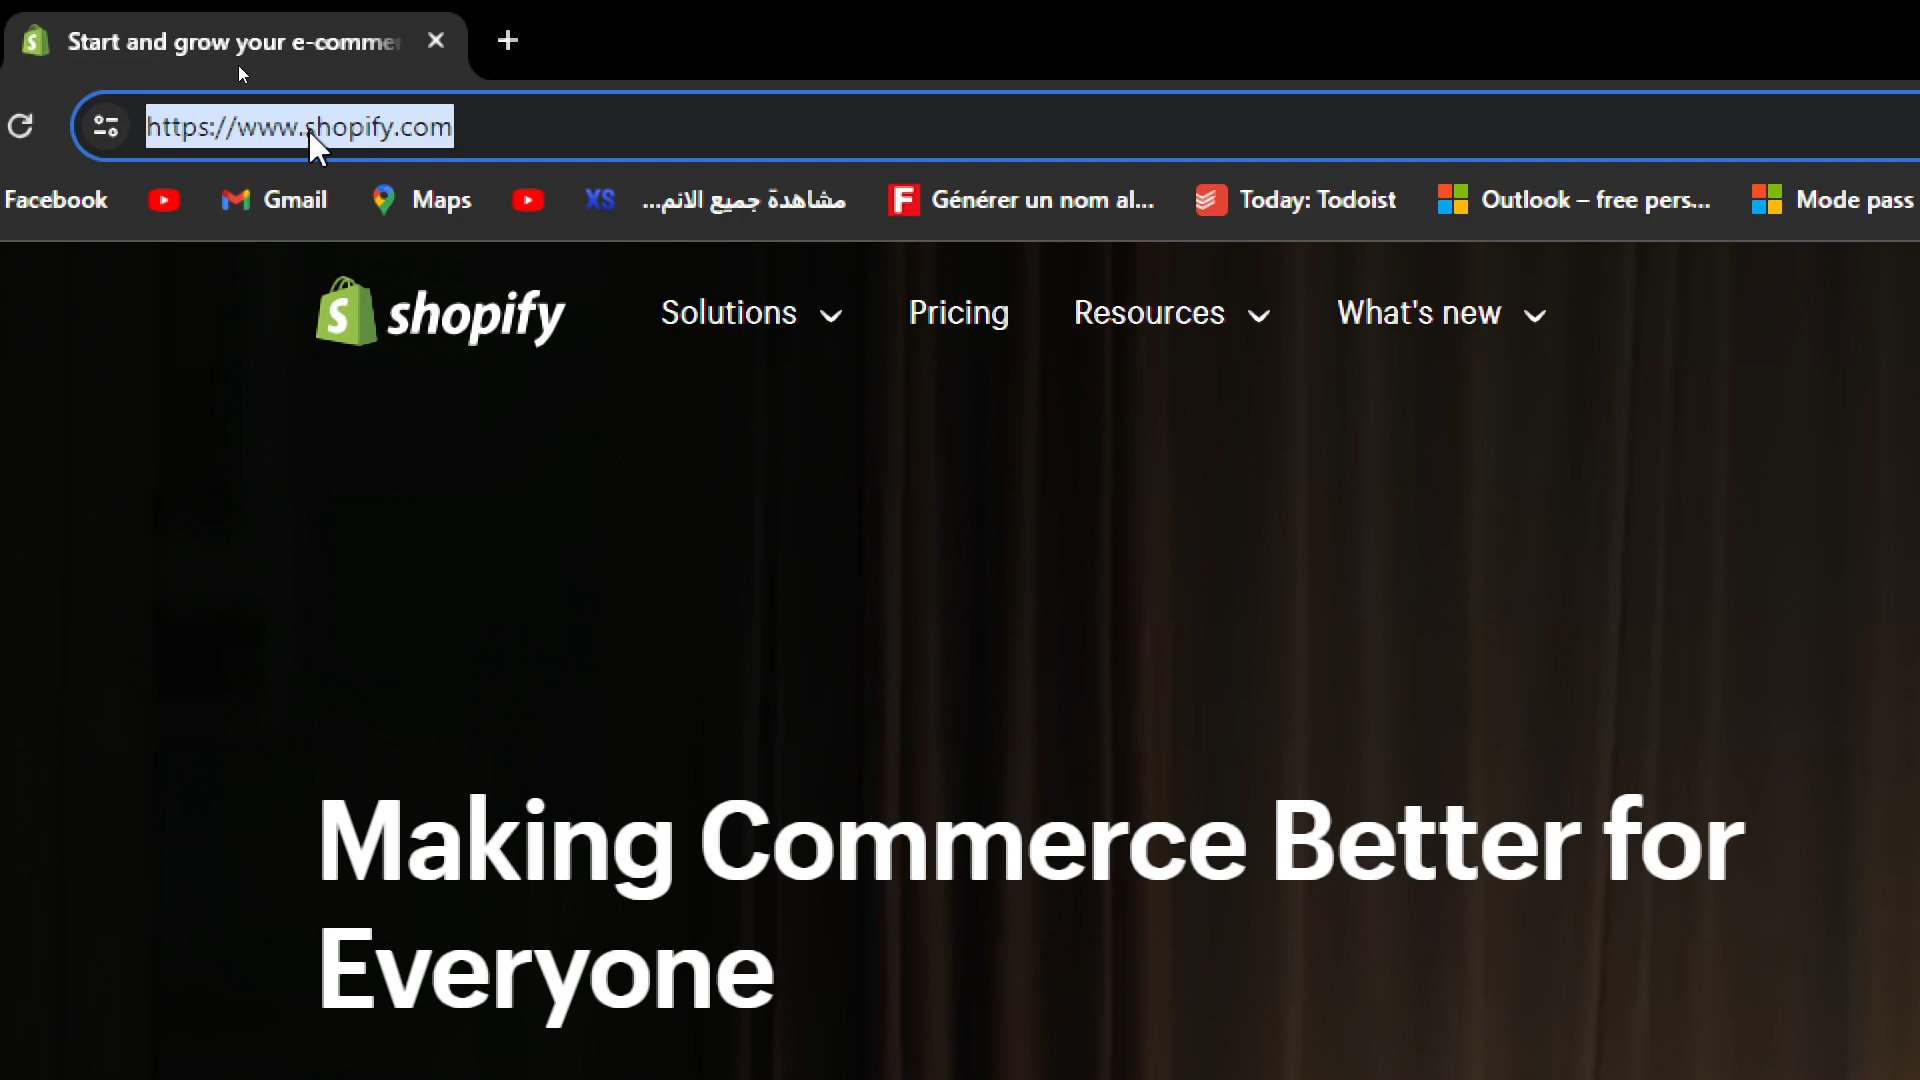 Start and grow your e-comme
https://www.shopify.com
Facebook
Gmail
Maps
XS
مشاهدة جميع الانم...
Générer un nom al...
Today: Todoist
Outlook – free pers...
Mode pass
shopify
Solutions
Pricing
Resources
What's new
Making Commerce Better for
Everyone